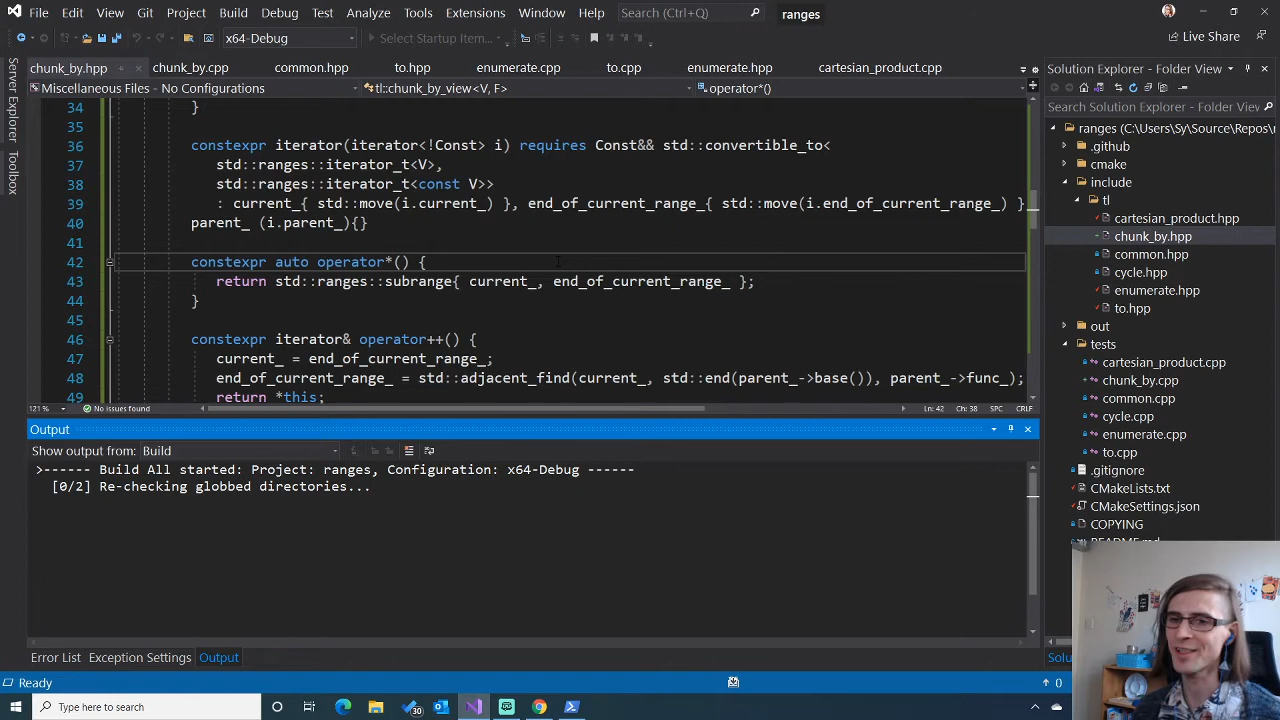 File Edit View Git Project Build Debug Test Analyze Tools Extensions Window Help Search (Ctrl+Q) ranges
x64-Debug Select Startup Item... Live Share
chunk_by.hpp chunk_by.cpp common.hpp to.hpp enumerate.cpp to.cpp enumerate.hpp cartesian_product.cpp
Miscellaneous Files - No Configurations tl::chunk_by_view<V, F> operator*()
34 }
35
36 constexpr iterator(iterator<!Const> i) requires Const&& std::convertible_to<
37 std::ranges::iterator_t<V>,
38 std::ranges::iterator_t<const V>>
39 : current_{ std::move(i.current_) }, end_of_current_range_{ std::move(i.end_of_current_range_) }
40 parent_ (i.parent_){}
41
42 constexpr auto operator*() {
43 return std::ranges::subrange{ current_, end_of_current_range_ };
44 }
45
46 constexpr iterator& operator++() {
47 current_ = end_of_current_range_;
48 end_of_current_range_ = std::adjacent_find(current_, std::end(parent_->base()), parent_->func_);
49 return *this;
121 % No issues found Ln: 42 Ch: 38 SPC CRLF
Output
Show output from: Build
>------ Build All started: Project: ranges, Configuration: x64-Debug ------
[0/2] Re-checking globbed directories...
Error List Exception Settings Output
Ready 0
Server Explorer
Toolbox
Solution Explorer - Folder View
Search Solution Explorer - Folder View (Ctrl+;)
ranges (C:\Users\Sy\Source\Repos\
.github
cmake
include
tl
cartesian_product.hpp
chunk_by.hpp
common.hpp
cycle.hpp
enumerate.hpp
to.hpp
out
tests
cartesian_product.cpp
chunk_by.cpp
common.cpp
cycle.cpp
enumerate.cpp
to.cpp
.gitignore
CMakeLists.txt
CMakeSettings.json
COPYING
README.md
Solu
Type here to search 30